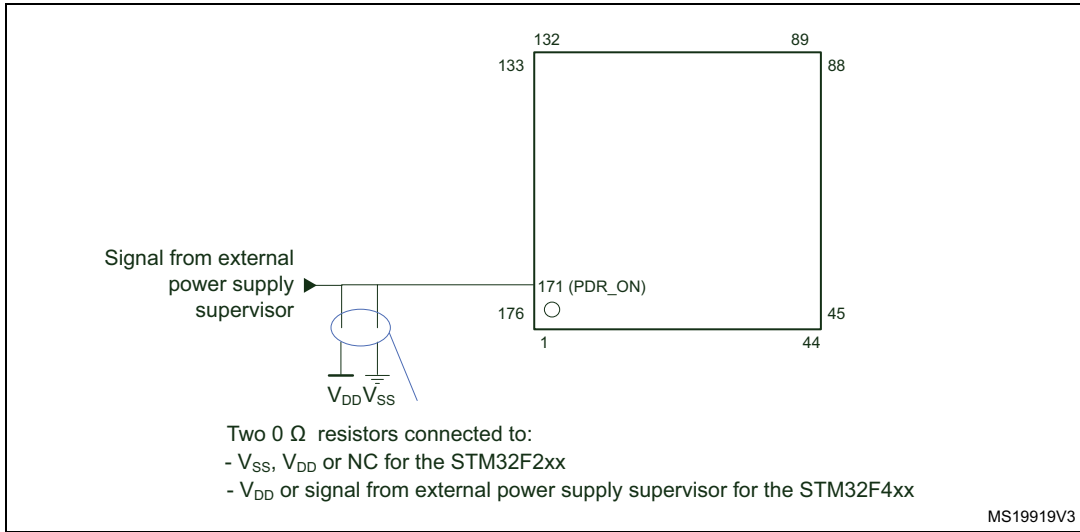 132 89
133 88
Signal from external
power supply
supervisor
171 (PDR_ON)
176 45
1 44
VDD VSS
Two 0 Ω resistors connected to:
- VSS, VDD or NC for the STM32F2xx
- VDD or signal from external power supply supervisor for the STM32F4xx
MS19919V3